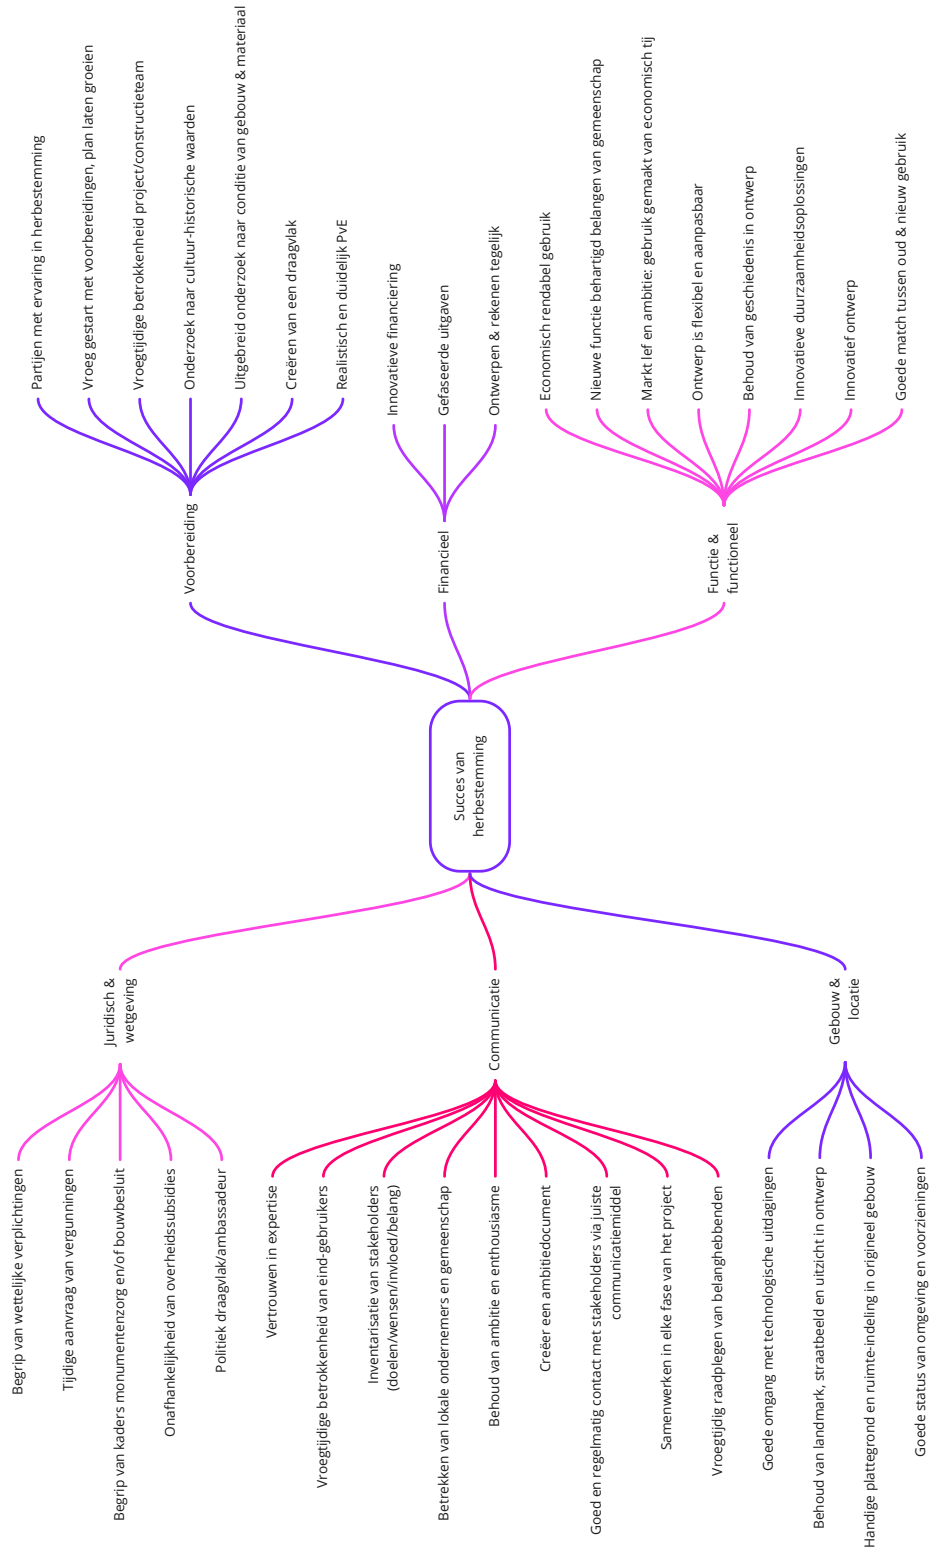 Succes van
herbestemming
Juridisch &
wetgeving
Begrip van wettelijke verplichtingen
Tijdige aanvraag van vergunningen
Begrip van kaders monumentenzorg en/of bouwbesluit
Onafhankelijkheid van overheidssubsidies
Politiek draagvlak/ambassadeur
Communicatie
Vertrouwen in expertise
Vroegtijdige betrokkenheid van eind-gebruikers
Inventarisatie van stakeholders
(doelen/wensen/invloed/belang)
Betrekken van lokale ondernemers en gemeenschap
Behoud van ambitie en enthousiasme
Creëer een ambitiedocument
Goed en regelmatig contact met stakeholders via juiste
communicatiemiddel
Samenwerken in elke fase van het project
Vroegtijdig raadplegen van belanghebbenden
Gebouw &
locatie
Goede omgang met technologische uitdagingen
Behoud van landmark, straatbeeld en uitzicht in ontwerp
Handige plattegrond en ruimte-indeling in origineel gebouw
Goede status van omgeving en voorzieningen
Voorbereiding
Partijen met ervaring in herbestemming
Vroeg gestart met voorbereidingen, plan laten groeien
Vroegtijdige betrokkenheid project/constructieteam
Onderzoek naar cultuur-historische waarden
Uitgebreid onderzoek naar conditie van gebouw & materiaal
Creëren van een draagvlak
Realistisch en duidelijk PvE
Financieel
Innovatieve financiering
Gefaseerde uitgaven
Ontwerpen & rekenen tegelijk
Functie &
functioneel
Economisch rendabel gebruik
Nieuwe functie behartigd belangen van gemeenschap
Markt lef en ambitie: gebruik gemaakt van economisch tij
Ontwerp is flexibel en aanpasbaar
Behoud van geschiedenis in ontwerp
Innovatieve duurzaamheidsoplossingen
Innovatief ontwerp
Goede match tussen oud & nieuw gebruik